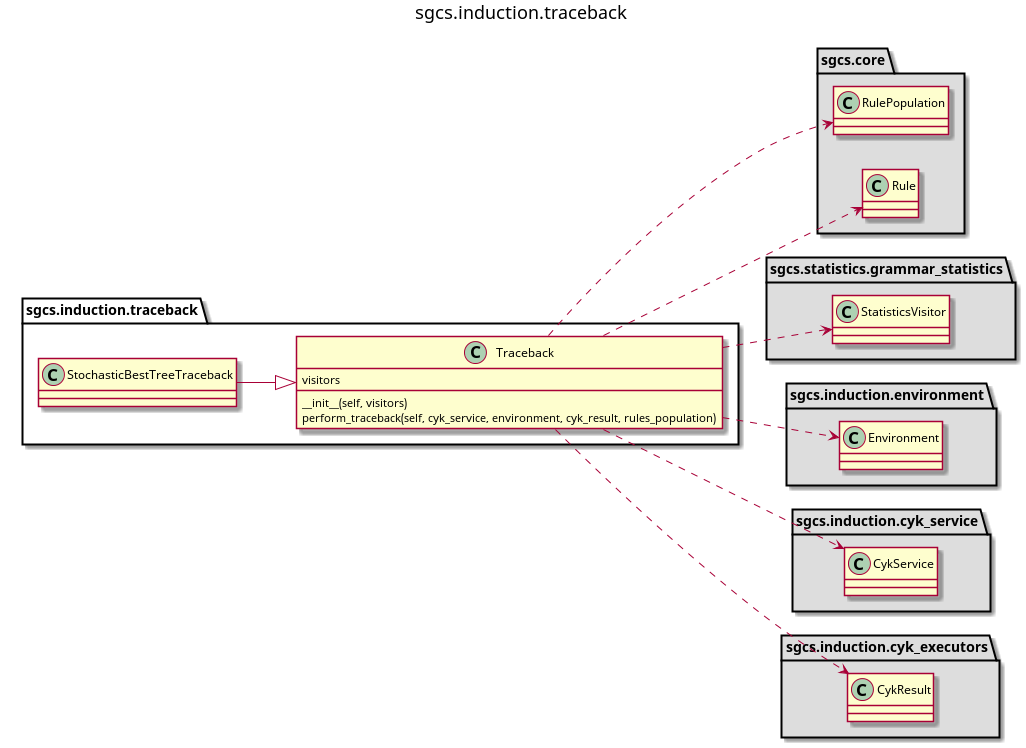 sgcs.induction.traceback
sgcs.core
C RulePopulation
C Rule
sgcs.statistics.grammar_statistics
C StatisticsVisitor
sgcs.induction.traceback
C StochasticBestTreeTraceback
C Traceback
visitors
__init__(self, visitors)
perform_traceback(self, cyk_service, environment, cyk_result, rules_population)
sgcs.induction.environment
C Environment
sgcs.induction.cyk_service
C CykService
sgcs.induction.cyk_executors
C CykResult